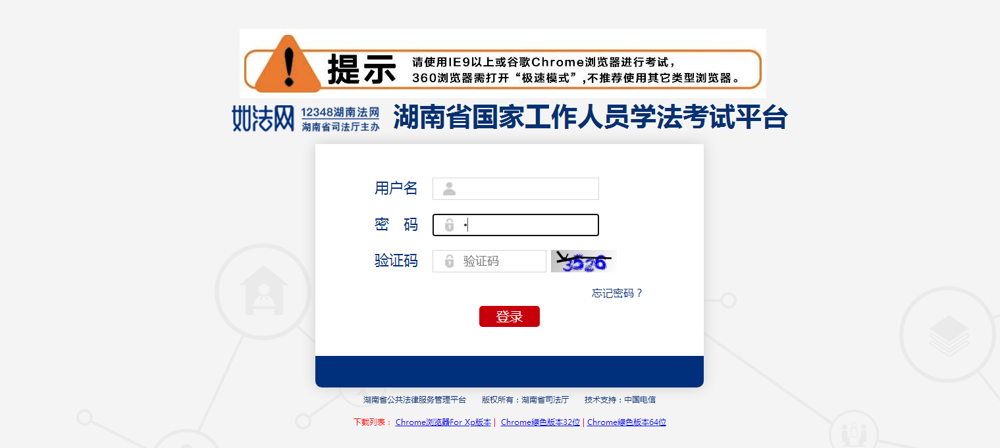 提示
请使用IE9以上或谷歌Chrome浏览器进行考试，
360浏览器需打开“极速模式”,不推荐使用其它类型浏览器。
如法网
12348湖南法网
湖南省司法厅主办
湖南省国家工作人员学法考试平台
用户名
密 码
验证码 验证码 3526
忘记密码？
登录
湖南省公共法律服务管理平台 版权所有：湖南省司法厅 技术支持：中国电信
下载列表： Chrome浏览器For Xp版本 | Chrome绿色版本32位 | Chrome绿色版本64位